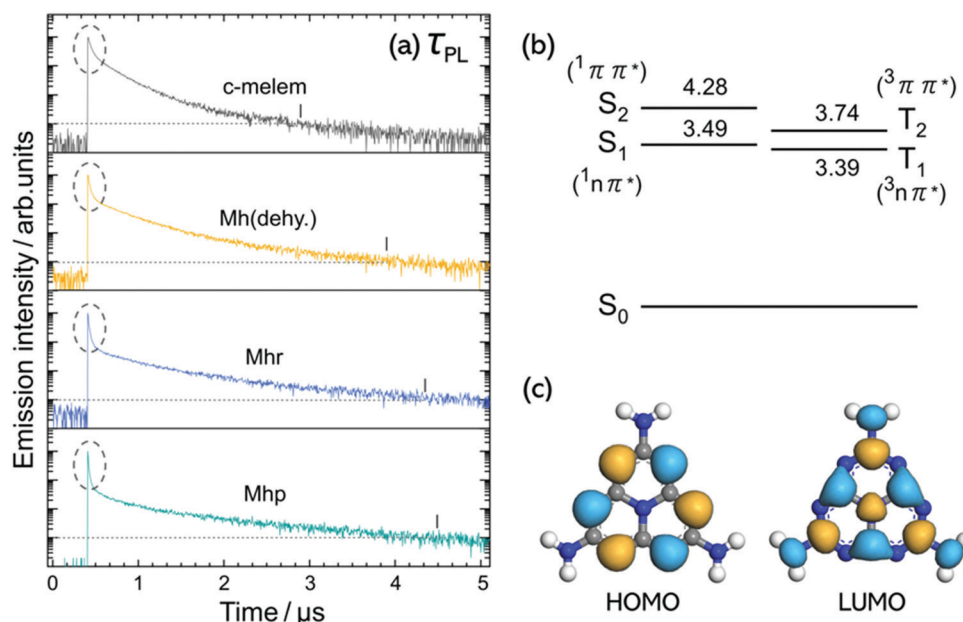 (a) τPL
c-melem
Mh(dehy.)
Mhr
Mhp
Emission intensity / arb.units
0 1 2 3 4 5
Time / μs
(b)
(¹ππ*)
S₂
4.28
S₁
3.49
(¹nπ*)
(³ππ*)
3.74
T₂
3.39
T₁
(³nπ*)
S₀
(c)
HOMO
LUMO